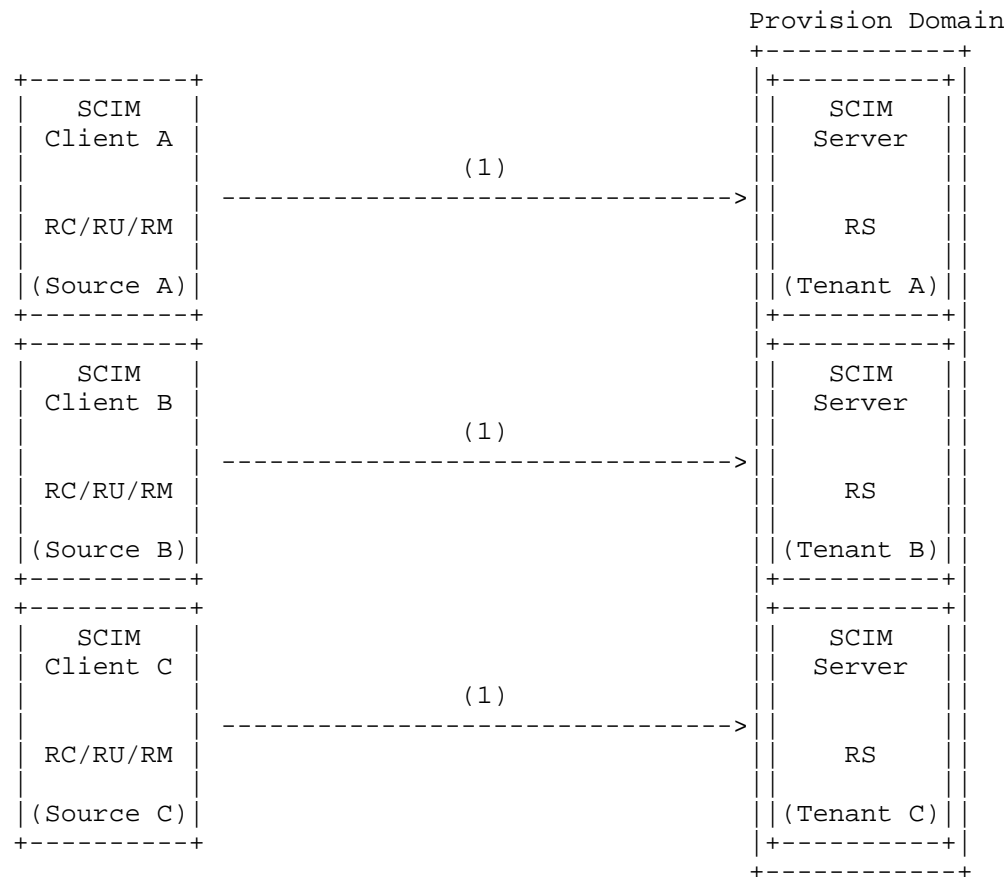 Provision Domain
SCIM
Client A
(1)
RC/RU/RM
(Source A)
SCIM
Server
RS
(Tenant A)
SCIM
Client B
(1)
RC/RU/RM
(Source B)
SCIM
Server
RS
(Tenant B)
SCIM
Client C
(1)
RC/RU/RM
(Source C)
SCIM
Server
RS
(Tenant C)